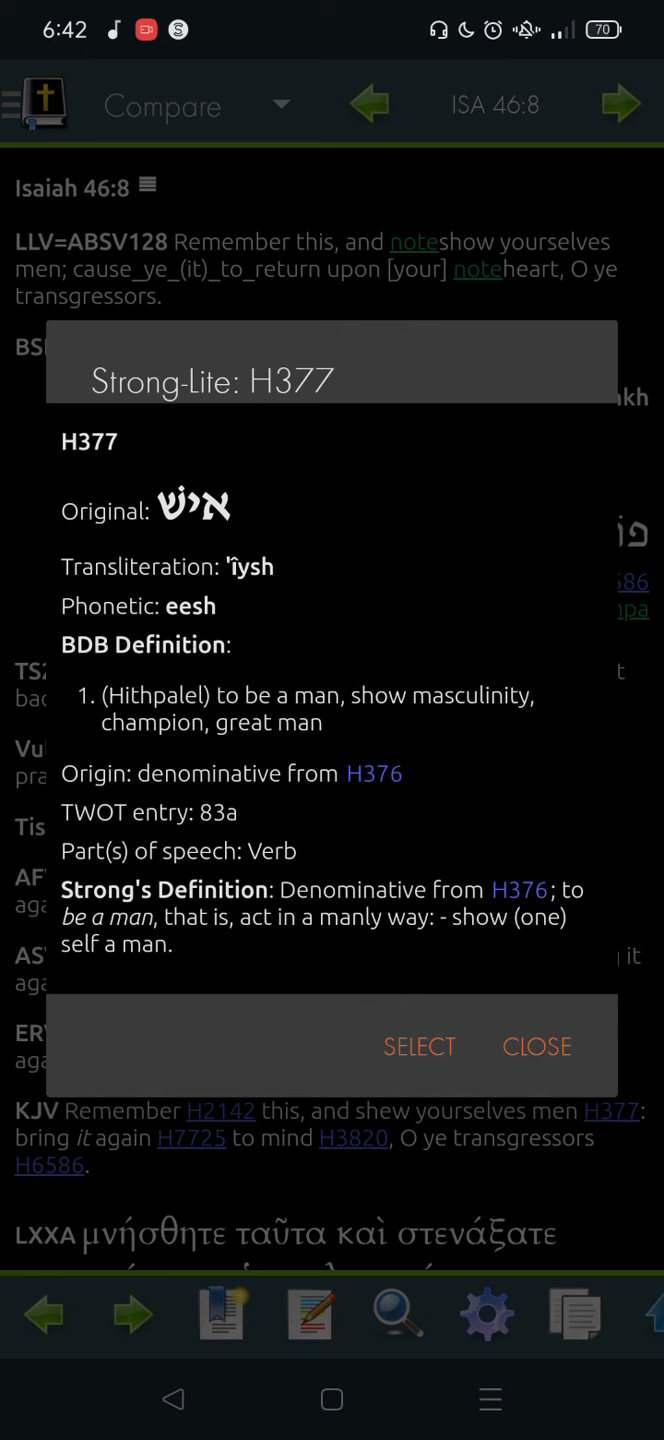 6:42
70
Compare
ISA 46:8
Isaiah 46:8
LLV=ABSV128 Remember this, and noteshow yourselves
men; cause_ye_(it)_to_return upon [your] noteheart, O ye
transgressors.
Strong-Lite: H377
H377
Original: אִישׁ
Transliteration: 'îysh
Phonetic: eesh
BDB Definition:
1. (Hithpalel) to be a man, show masculinity,
champion, great man
Origin: denominative from H376
TWOT entry: 83a
Part(s) of speech: Verb
Strong's Definition: Denominative from H376; to
be a man, that is, act in a manly way: - show (one)
self a man.
SELECT CLOSE
KJV Remember H2142 this, and shew yourselves men H377:
bring it again H7725 to mind H3820, O ye transgressors
H6586.
LXXA μνήσθητε ταῦτα καὶ στενάξατε